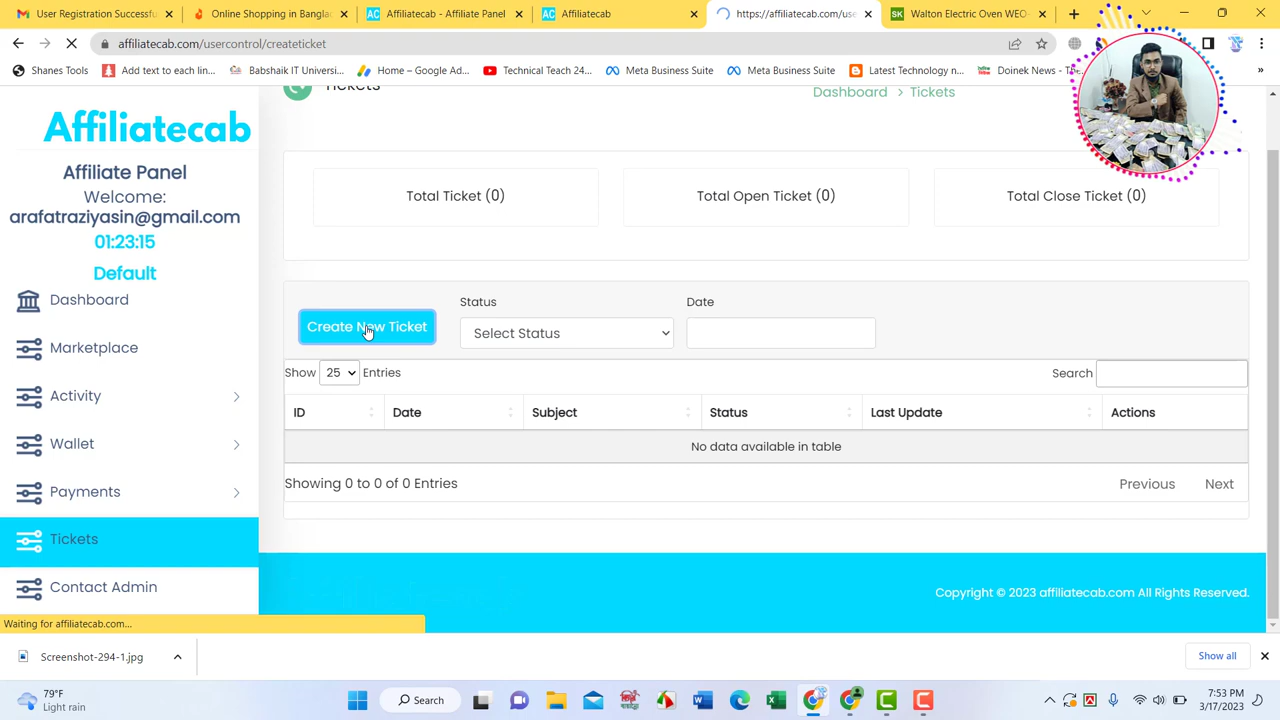 User Registration Successfu
Online Shopping in Banglad
Affiliatecab - Affiliate Panel
Affiliatecab
https://affiliatecab.com/use
Walton Electric Oven WEO-
affiliatecab.com/usercontrol/createticket
Shanes Tools
Add text to each lin...
Babshaik IT Universi...
Home – Google Ad...
Technical Teach 24...
Meta Business Suite
Meta Business Suite
Latest Technology n...
Doinek News -
Affiliatecab
Affiliate Panel
Welcome:
arafatraziyasin@gmail.com
01:23:15
Default
Dashboard
Marketplace
Activity
Wallet
Payments
Tickets
Contact Admin
Tickets
Dashboard > Tickets
Total Ticket (0)
Total Open Ticket (0)
Total Close Ticket (0)
Create New Ticket
Status
Select Status
Date
Show 25 Entries
Search
ID Date Subject Status Last Update Actions
No data available in table
Showing 0 to 0 of 0 Entries
Previous Next
Copyright © 2023 affiliatecab.com All Rights Reserved.
Waiting for affiliatecab.com...
Screenshot-294-1.jpg
Show all
79°F
Light rain
Search
7:53 PM
3/17/2023